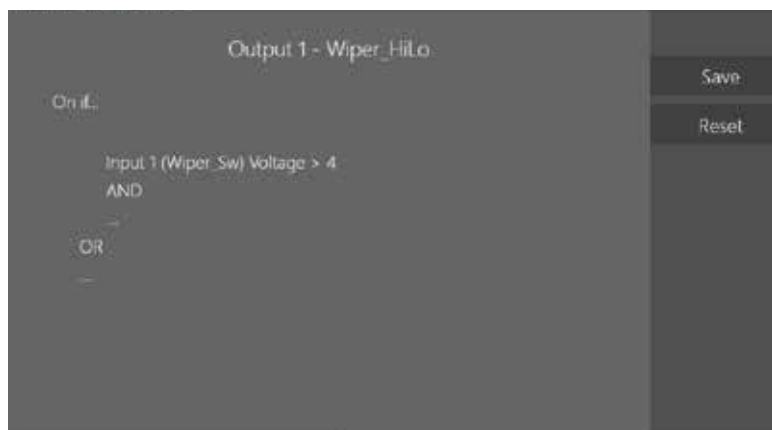 Output 1 - Wiper_HiLo
Save
On if...
Reset
Input 1 (Wiper_Sw) Voltage > 4
AND
...
OR
...